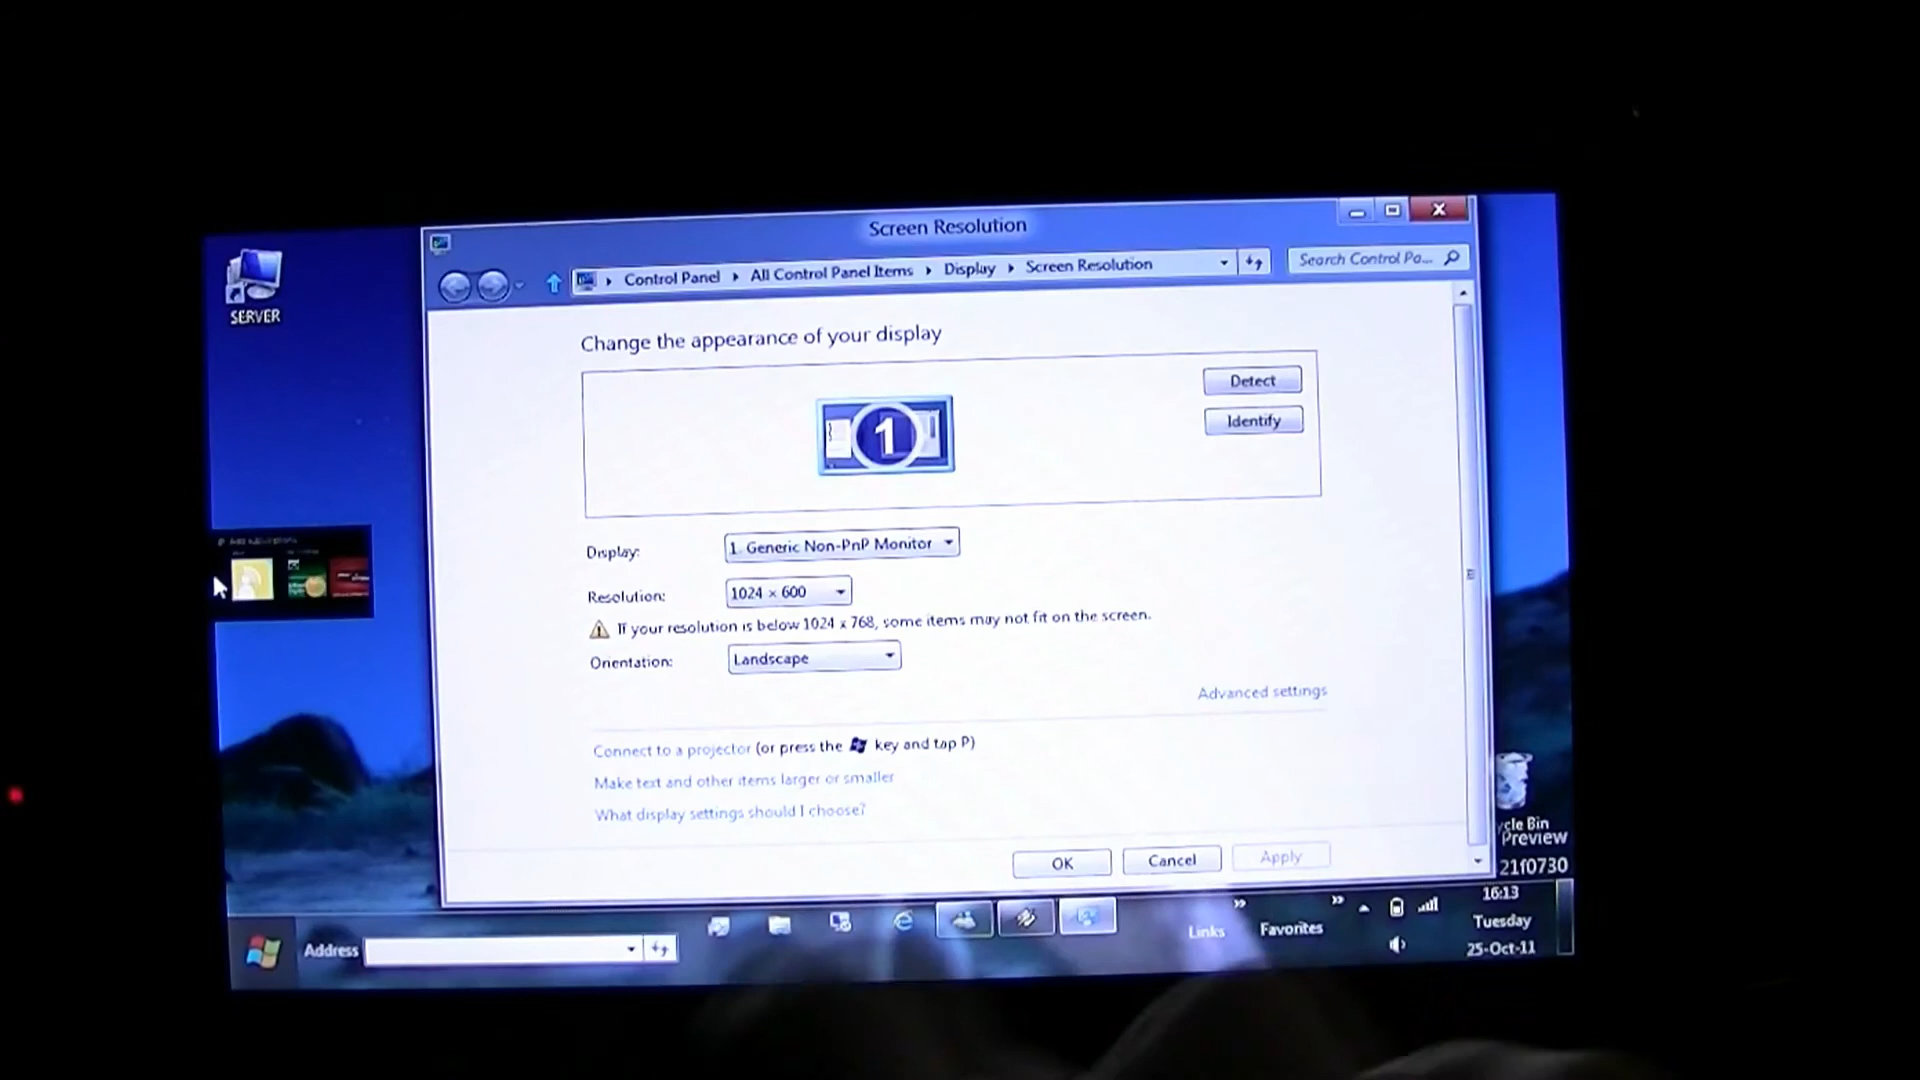 Screen Resolution
Control Panel Display All Control Panel Items Screen Resolution
Search Control Pa...
SERVER
Change the appearance of your display
Detect
1
Identify
Display: 1. Generic Non-PnP Monitor
Resolution: 1024 × 600
If your resolution is below 1024 x 768, some items may not fit on the screen.
Orientation: Landscape
Advanced settings
Connect to a projector (or press the key and tap P)
Make text and other items larger or smaller
What display settings should I choose?
OK Cancel Apply
ycle Bin
Preview
21f0730
Address
Links Favorites
16:13
Tuesday
25-Oct-11